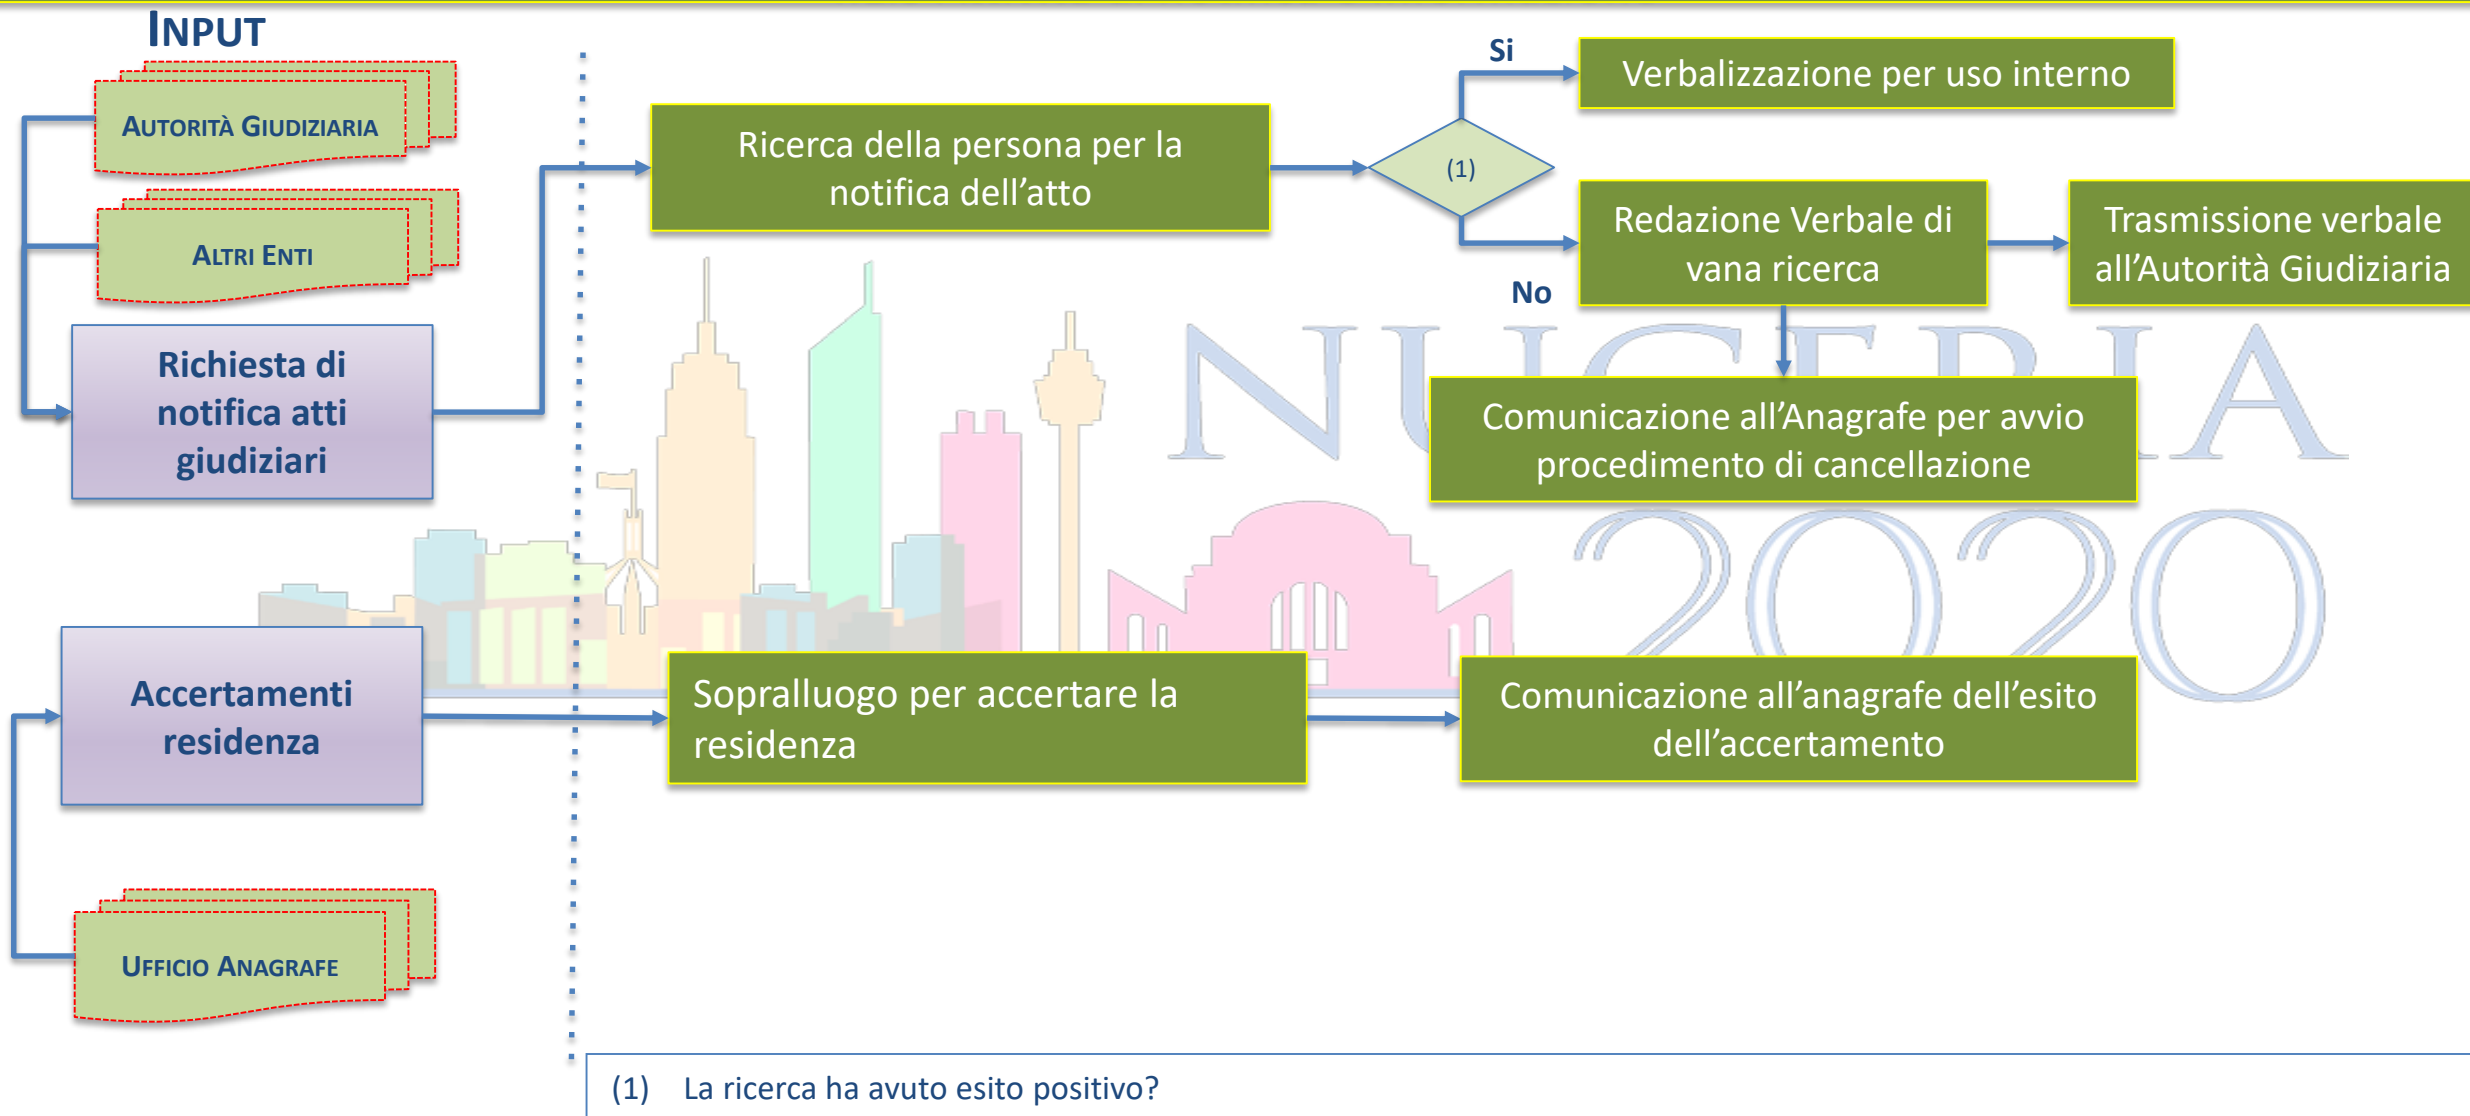 INPUT
AUTORITÀ GIUDIZIARIA
ALTRI ENTI
Richiesta di
notifica atti
giudiziari
Ricerca della persona per la
notifica dell’atto
(1)
Si
Verbalizzazione per uso interno
No
Redazione Verbale di
vana ricerca
Trasmissione verbale
all’Autorità Giudiziaria
Comunicazione all’Anagrafe per avvio
procedimento di cancellazione
NUCERIA
2020
Accertamenti
residenza
Sopralluogo per accertare la
residenza
Comunicazione all’anagrafe dell’esito
dell’accertamento
UFFICIO ANAGRAFE
(1) La ricerca ha avuto esito positivo?